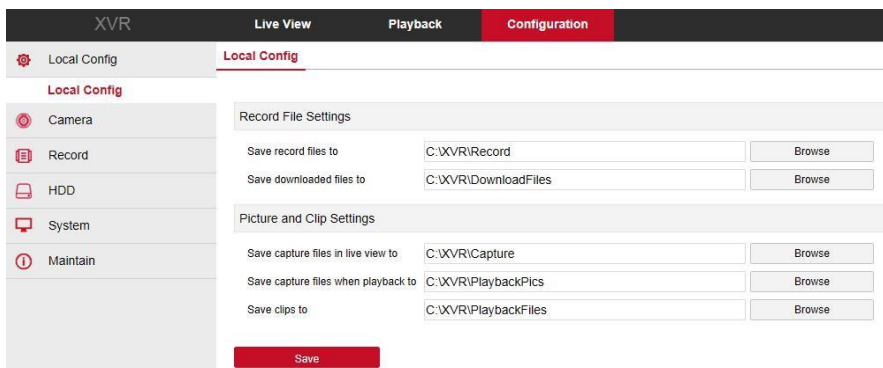 XVR Live View Playback Configuration
Local Config
Local Config
Local Config
Camera
Record
HDD
System
Maintain
Record File Settings
Save record files to C:\XVR\Record Browse
Save downloaded files to C:\XVR\DownloadFiles Browse
Picture and Clip Settings
Save capture files in live view to C:\XVR\Capture Browse
Save capture files when playback to C:\XVR\PlaybackPics Browse
Save clips to C:\XVR\PlaybackFiles Browse
Save